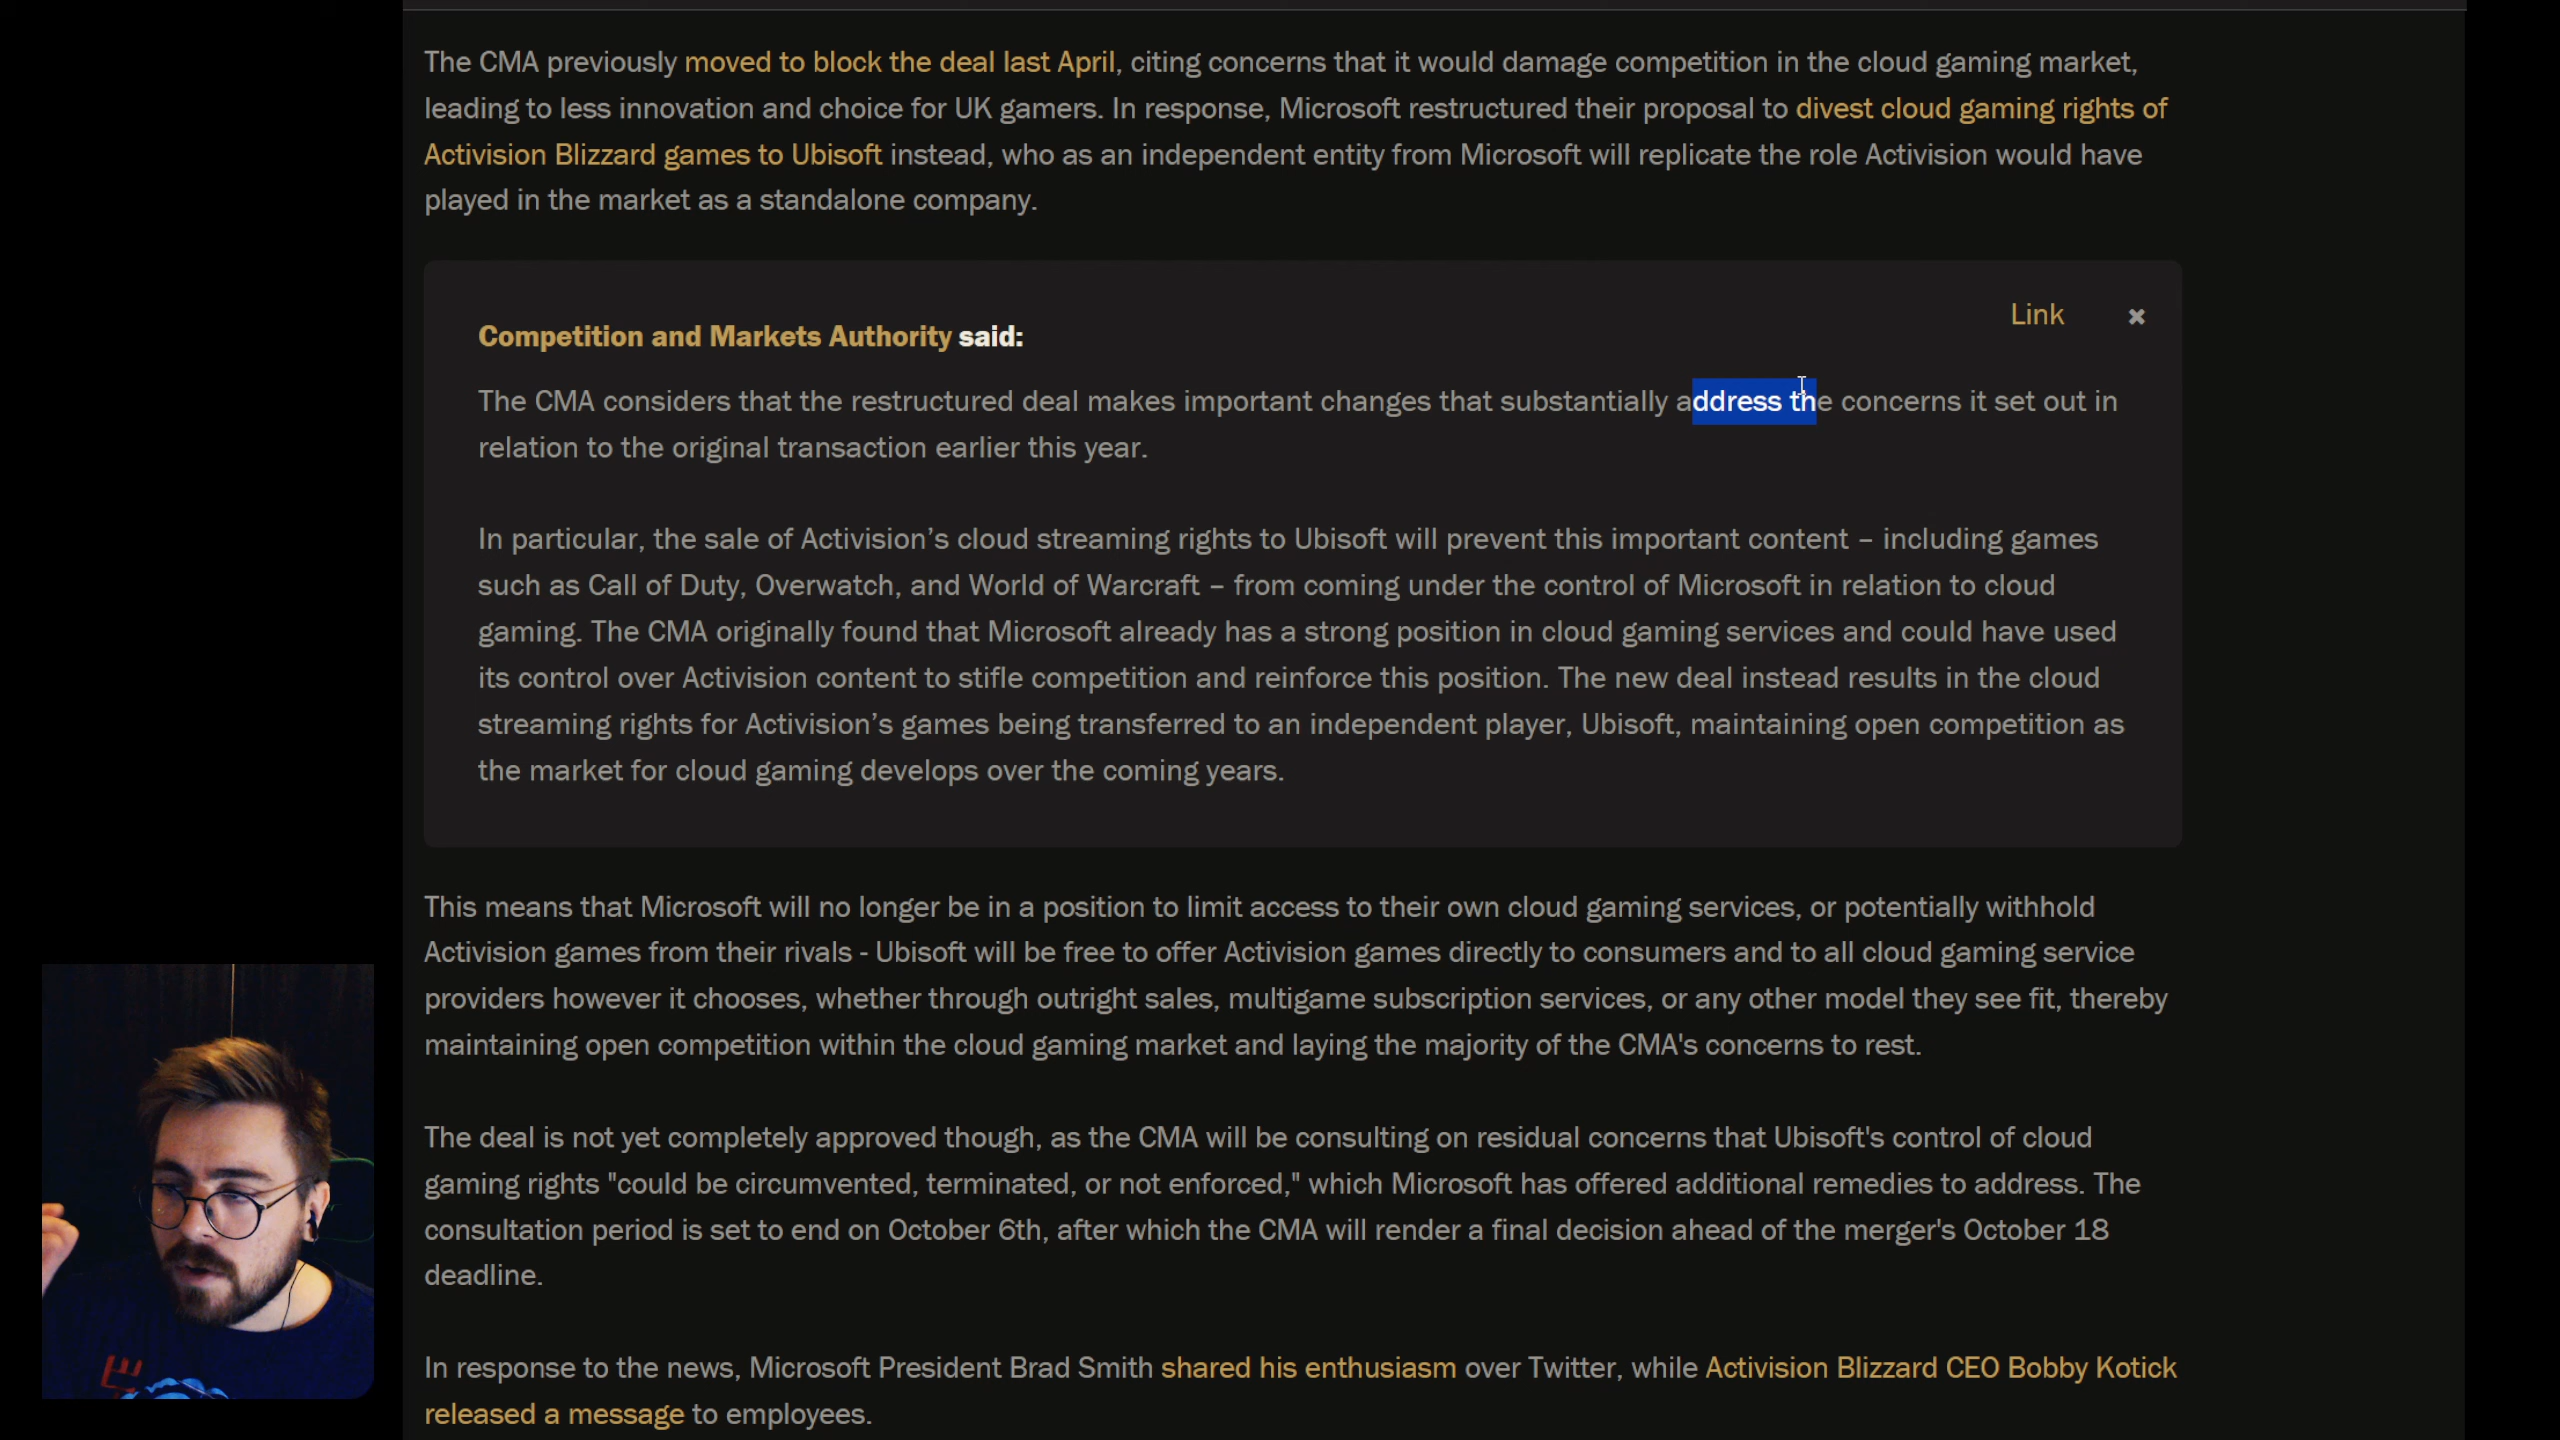 The CMA previously moved to block the deal last April, citing concerns that it would damage competition in the cloud gaming market,
leading to less innovation and choice for UK gamers. In response, Microsoft restructured their proposal to divest cloud gaming rights of
Activision Blizzard games to Ubisoft instead, who as an independent entity from Microsoft will replicate the role Activision would have
played in the market as a standalone company.
Link ✖
Competition and Markets Authority said:
The CMA considers that the restructured deal makes important changes that substantially address the concerns it set out in
relation to the original transaction earlier this year.
In particular, the sale of Activision’s cloud streaming rights to Ubisoft will prevent this important content – including games
such as Call of Duty, Overwatch, and World of Warcraft – from coming under the control of Microsoft in relation to cloud
gaming. The CMA originally found that Microsoft already has a strong position in cloud gaming services and could have used
its control over Activision content to stifle competition and reinforce this position. The new deal instead results in the cloud
streaming rights for Activision’s games being transferred to an independent player, Ubisoft, maintaining open competition as
the market for cloud gaming develops over the coming years.
This means that Microsoft will no longer be in a position to limit access to their own cloud gaming services, or potentially withhold
Activision games from their rivals - Ubisoft will be free to offer Activision games directly to consumers and to all cloud gaming service
providers however it chooses, whether through outright sales, multigame subscription services, or any other model they see fit, thereby
maintaining open competition within the cloud gaming market and laying the majority of the CMA's concerns to rest.
The deal is not yet completely approved though, as the CMA will be consulting on residual concerns that Ubisoft's control of cloud
gaming rights "could be circumvented, terminated, or not enforced," which Microsoft has offered additional remedies to address. The
consultation period is set to end on October 6th, after which the CMA will render a final decision ahead of the merger's October 18
deadline.
In response to the news, Microsoft President Brad Smith shared his enthusiasm over Twitter, while Activision Blizzard CEO Bobby Kotick
released a message to employees.